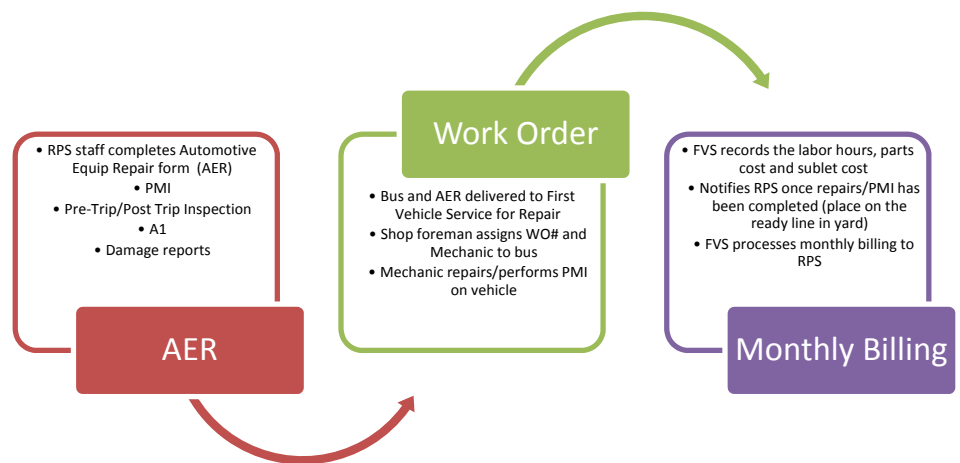 • RPS staff completes Automotive
Equip Repair form  (AER)
• PMI
• Pre-Trip/Post Trip Inspection
• A1
• Damage reports
AER
Work Order
• Bus and AER delivered to First
Vehicle Service for Repair
• Shop foreman assigns WO# and
Mechanic to bus
• Mechanic repairs/performs PMI
on vehicle
• FVS records the labor hours, parts
cost and sublet cost
• Notifies RPS once repairs/PMI has
been completed (place on the
ready line in yard)
• FVS processes monthly billing to
RPS
Monthly Billing